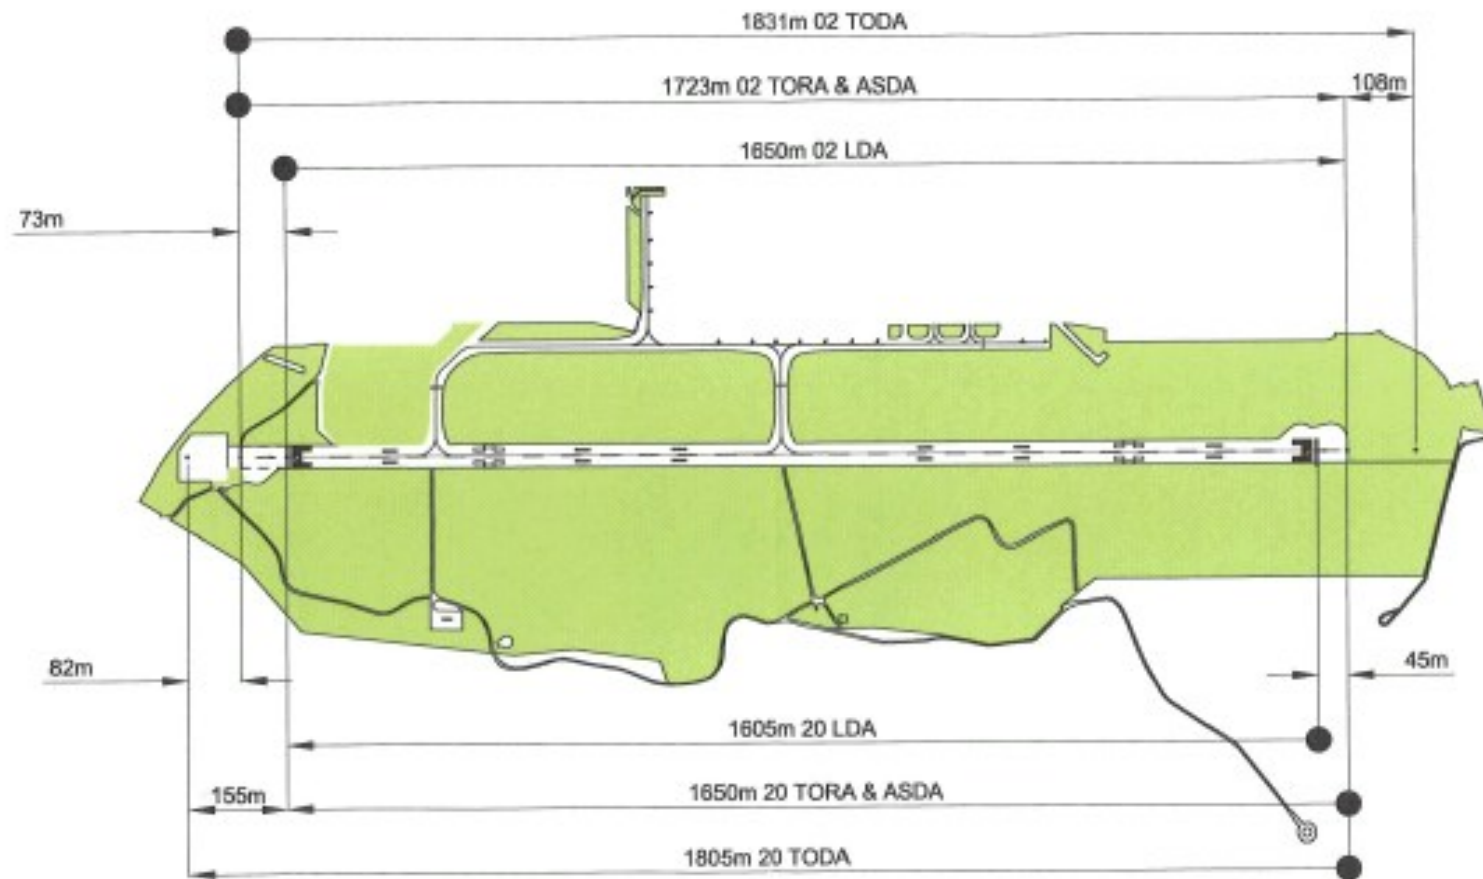 1831m 02 TODA
1723m 02 TORA & ASDA
108m
1650m 02 LDA
73m
82m
45m
1605m 20 LDA
155m
1650m 20 TORA & ASDA
1805m 20 TODA